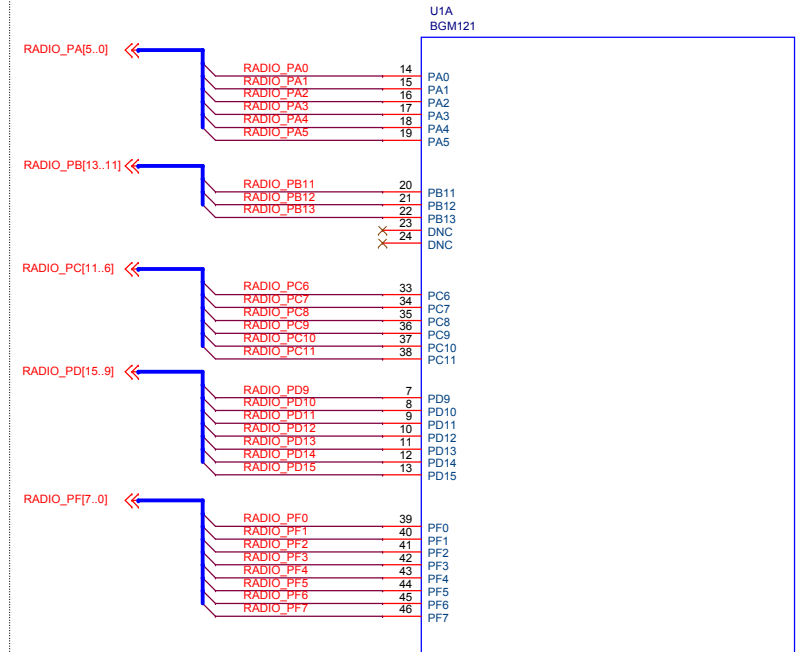 U1A
BGM121
RADIO_PA[5..0]
RADIO_PA0 14 PA0
RADIO_PA1 15 PA1
RADIO_PA2 16 PA2
RADIO_PA3 17 PA3
RADIO_PA4 18 PA4
RADIO_PA5 19 PA5
RADIO_PB[13..11]
RADIO_PB11 20 PB11
RADIO_PB12 21 PB12
RADIO_PB13 22 PB13
23 DNC
24 DNC
RADIO_PC[11..6]
RADIO_PC6 33 PC6
RADIO_PC7 34 PC7
RADIO_PC8 35 PC8
RADIO_PC9 36 PC9
RADIO_PC10 37 PC10
RADIO_PC11 38 PC11
RADIO_PD[15..9]
RADIO_PD9 7 PD9
RADIO_PD10 8 PD10
RADIO_PD11 9 PD11
RADIO_PD12 10 PD12
RADIO_PD13 11 PD13
RADIO_PD14 12 PD14
RADIO_PD15 13 PD15
RADIO_PF[7..0]
RADIO_PF0 39 PF0
RADIO_PF1 40 PF1
RADIO_PF2 41 PF2
RADIO_PF3 42 PF3
RADIO_PF4 43 PF4
RADIO_PF5 44 PF5
RADIO_PF6 45 PF6
RADIO_PF7 46 PF7